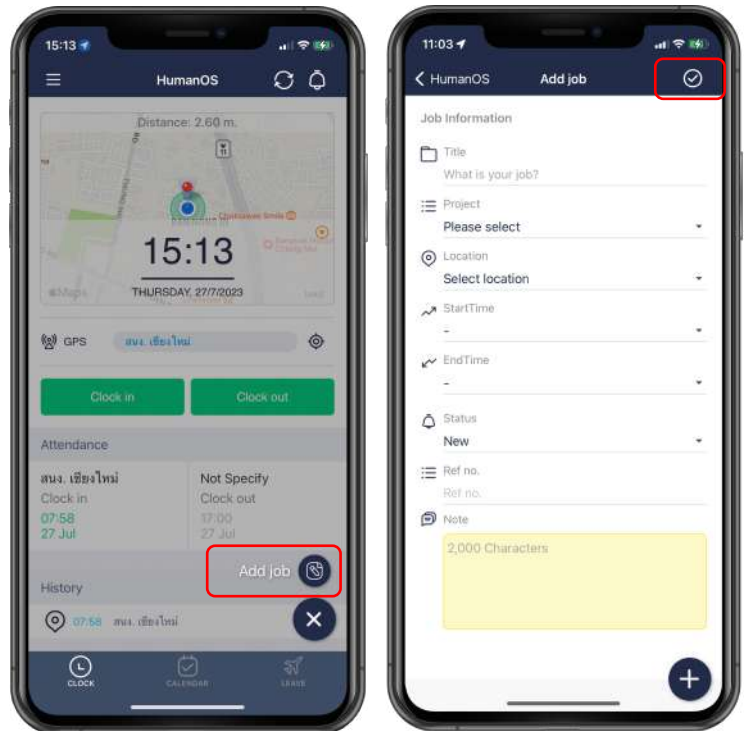 15:13
HumanOS
Distance: 2.60 m.
11
15:13
THURSDAY, 27/7/2023
Maps
GPS
สนง. เชียงใหม่
Clock in
Clock out
Attendance
สนง. เชียงใหม่
Clock in
07:58
27 Jul
Not Specify
Clock out
17:00
27 Jul
Add job
History
07:58 สนง. เชียงใหม่
CLOCK
CALENDAR
LEAVE
11:03
HumanOS
Add job
Job Information
Title
What is your job?
Project
Please select
Location
Select location
StartTime
-
EndTime
-
Status
New
Ref no.
Ref no.
Note
2,000 Characters